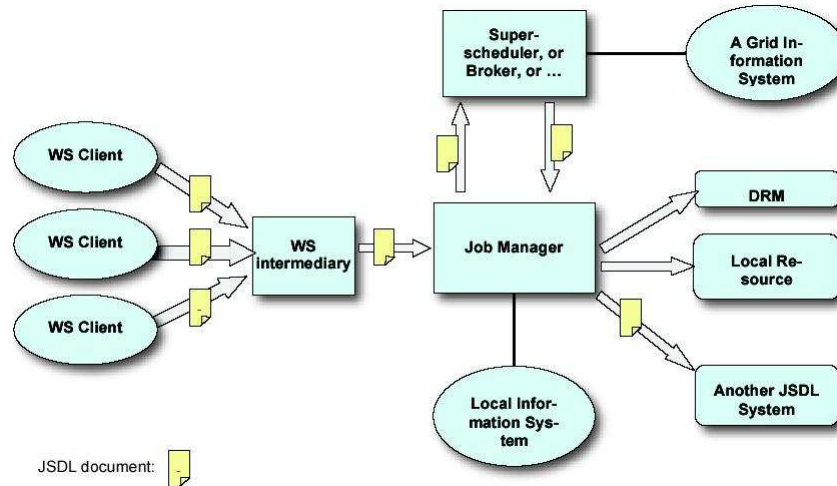 Super-
scheduler, or
Broker, or ...
A Grid In-
formation
System
WS Client
WS Client
WS Client
WS
intermediary
Job Manager
DRM
Local Re-
source
Another JSDL
System
Local Infor-
mation Sys-
tem
JSDL document: